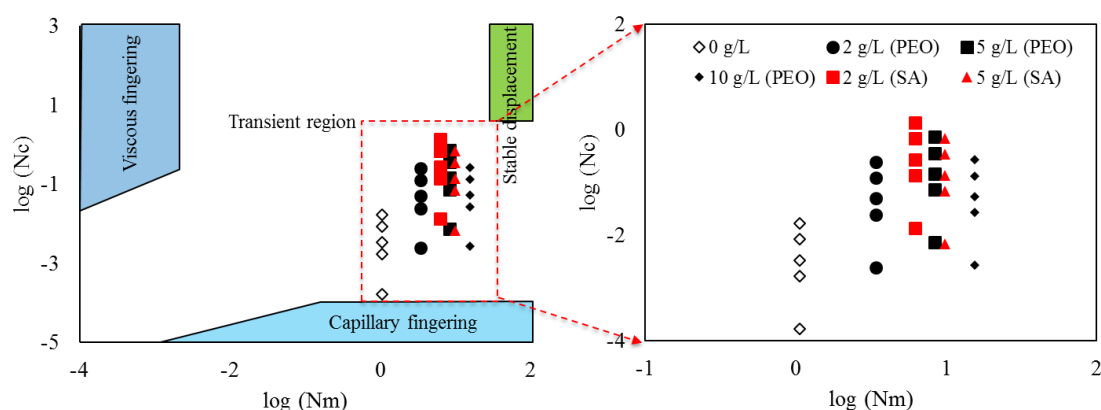 3
1
-1
-3
-5
-4
-2
0
2
log (Nc)
log (Nm)
Viscous fingering
Transient region
Stable displacement
Capillary fingering
2
0
-2
-4
-1
0
1
2
log (Nc)
log (Nm)
0 g/L
2 g/L (PEO)
5 g/L (PEO)
10 g/L (PEO)
2 g/L (SA)
5 g/L (SA)